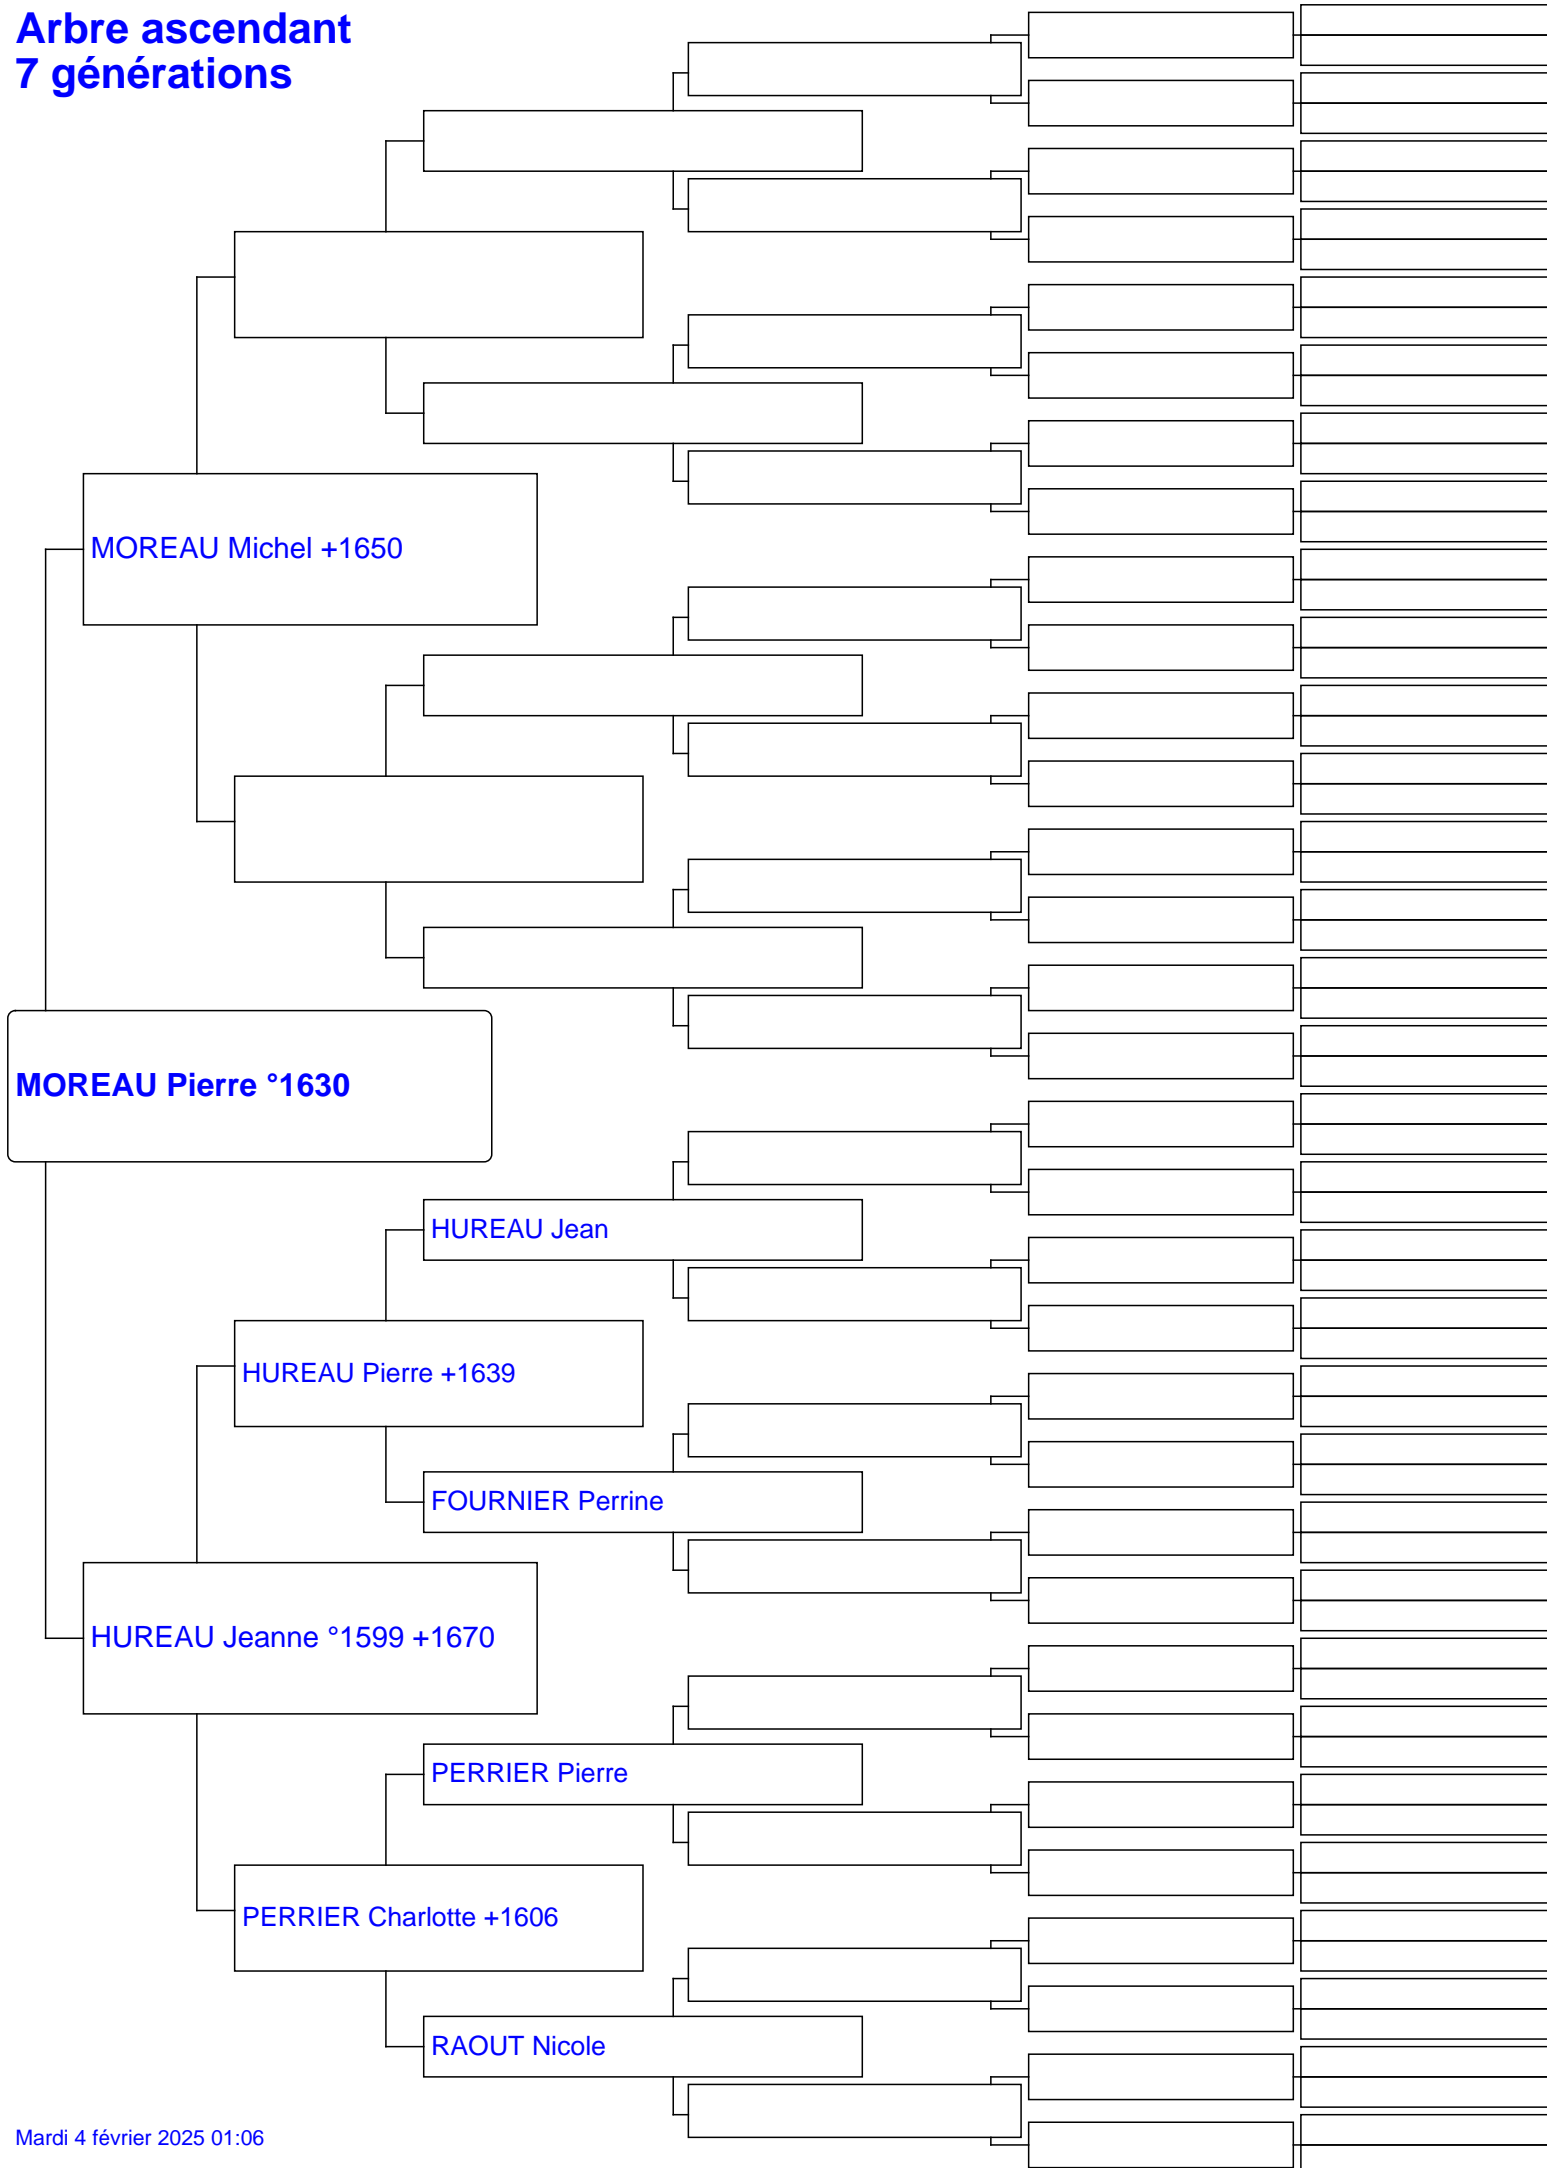 Arbre ascendant
7 générations
MOREAU Michel +1650
MOREAU Pierre °1630
HUREAU Jean
HUREAU Pierre +1639
FOURNIER Perrine
HUREAU Jeanne °1599 +1670
PERRIER Pierre
PERRIER Charlotte +1606
RAOUT Nicole
Mardi 4 février 2025 01:06